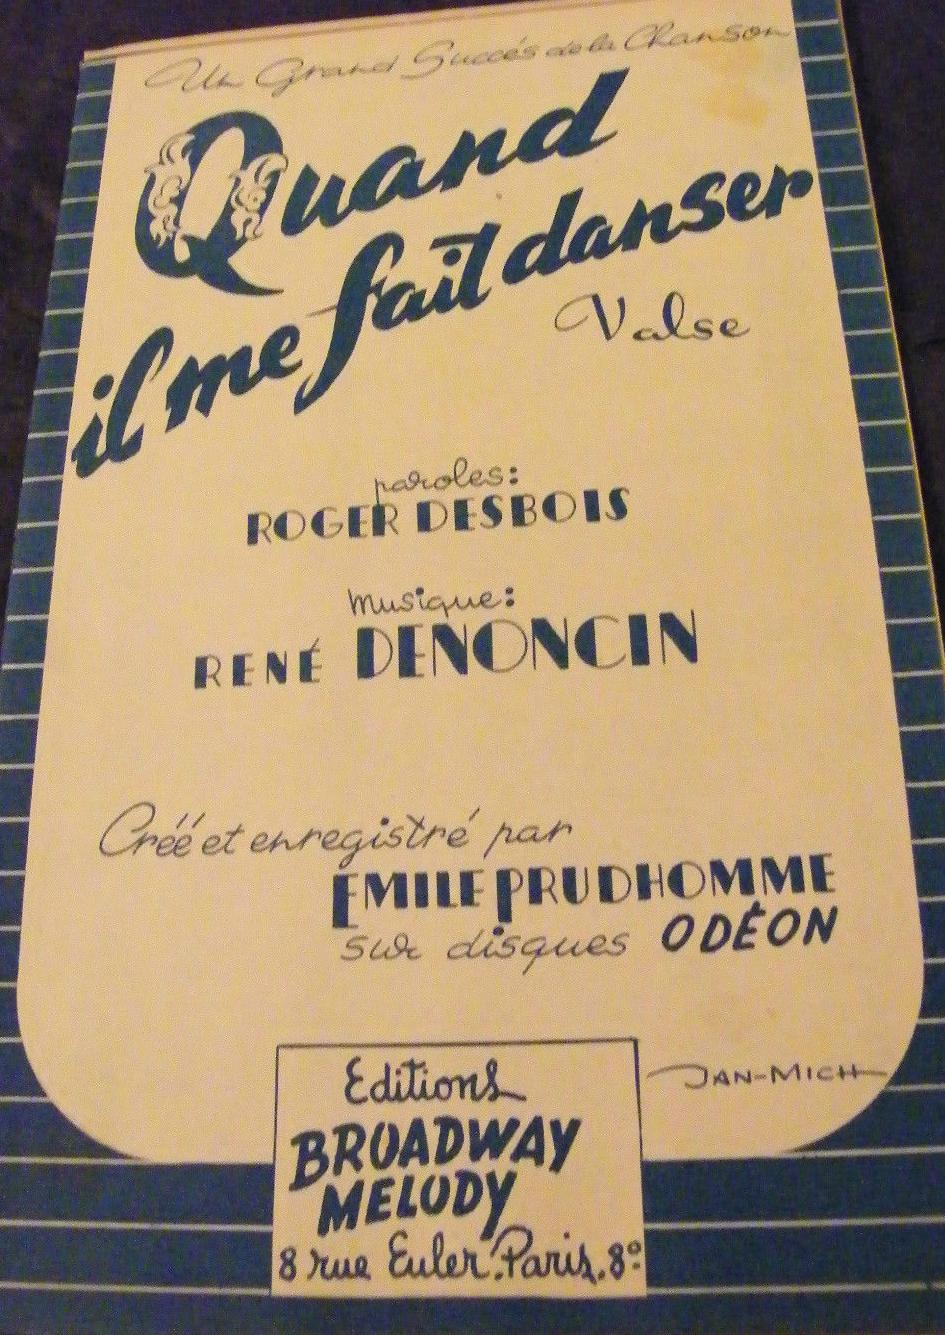 Un Grand Succés de la Chanson
Quand
il me fait danser
Valse
paroles:
ROGER DESBOIS
musique:
RENÉ DENONCIN
Créé et enregistré par
EMILE PRUDHOMME
sur disques ODÉON
JAN-MICH
Editions
BROADWAY
MELODY
8 rue Euler. Paris. 8e